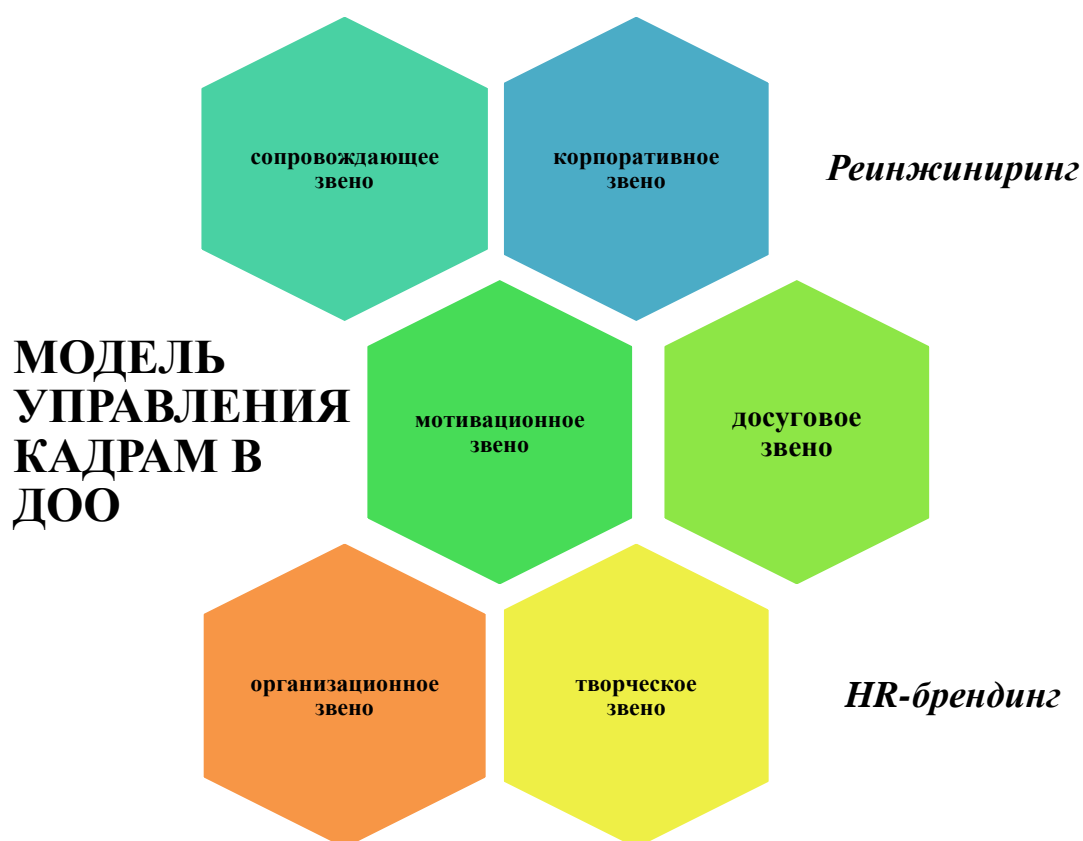 сопровождающее
звено
корпоративное
звено
Реинжиниринг
МОДЕЛЬ
УПРАВЛЕНИЯ
КАДРАМ В
ДОО
мотивационное
звено
досуговое
звено
организационное
звено
творческое
звено
HR-брендинг